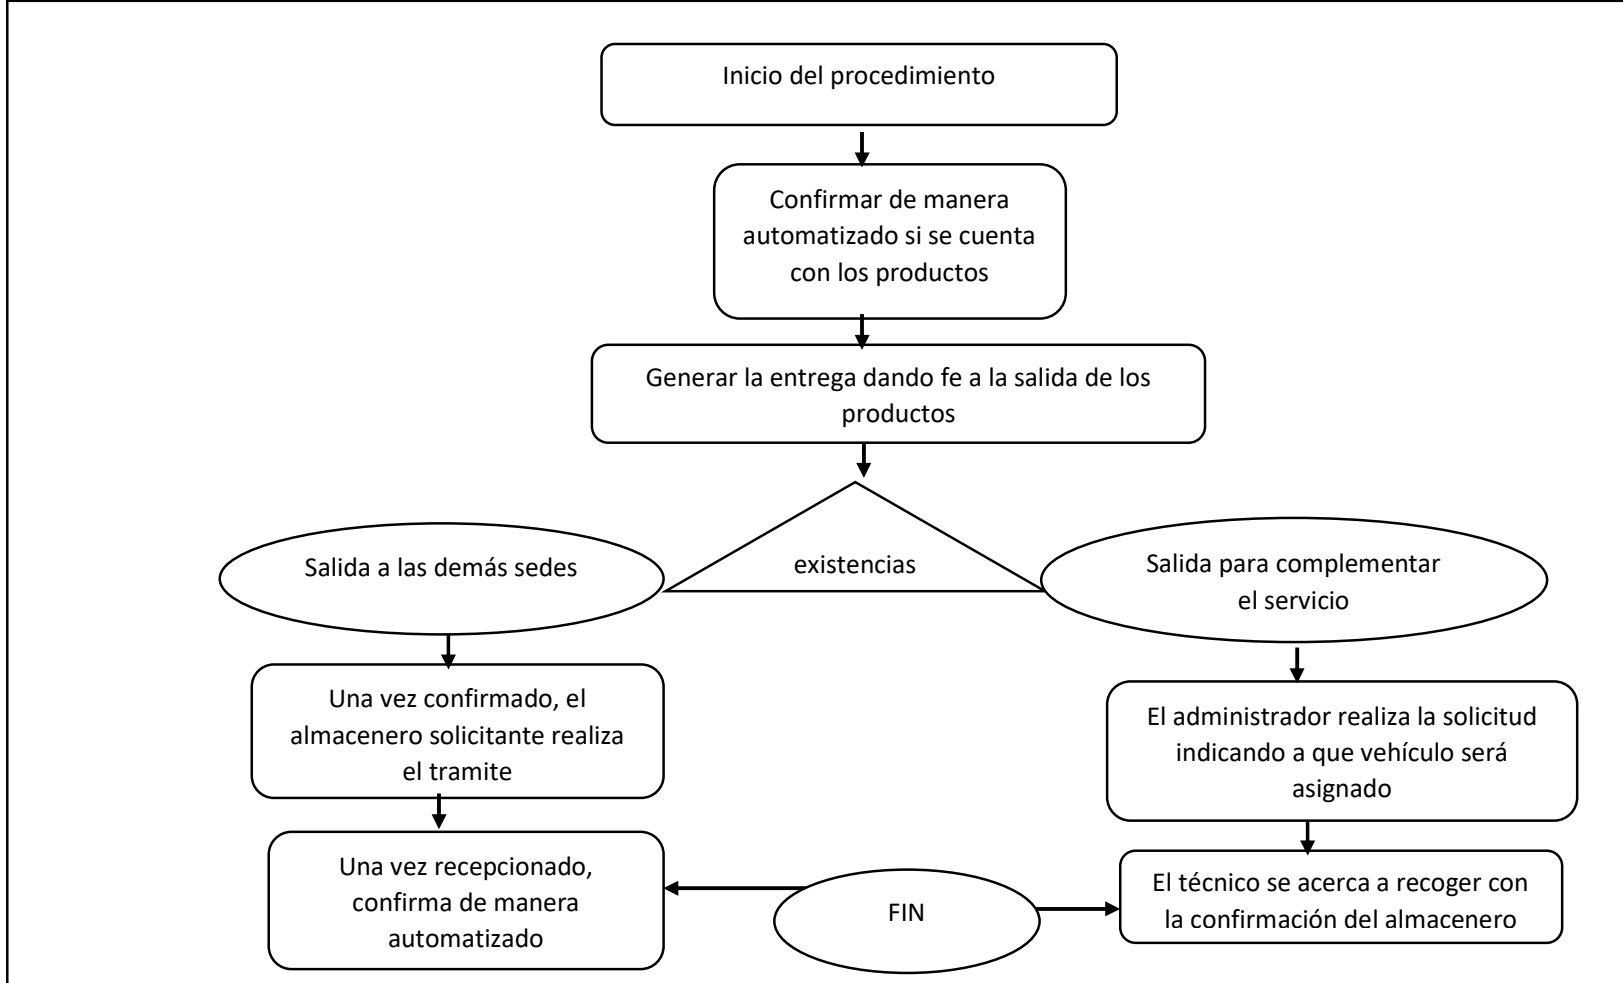 Inicio del procedimiento
Confirmar de manera
automatizado si se cuenta
con los productos
Generar la entrega dando fe a la salida de los
productos
existencias
Salida a las demás sedes
Salida para complementar
el servicio
Una vez confirmado, el
almacenero solicitante realiza
el tramite
El administrador realiza la solicitud
indicando a que vehículo será
asignado
Una vez recepcionado,
confirma de manera
automatizado
FIN
El técnico se acerca a recoger con
la confirmación del almacenero